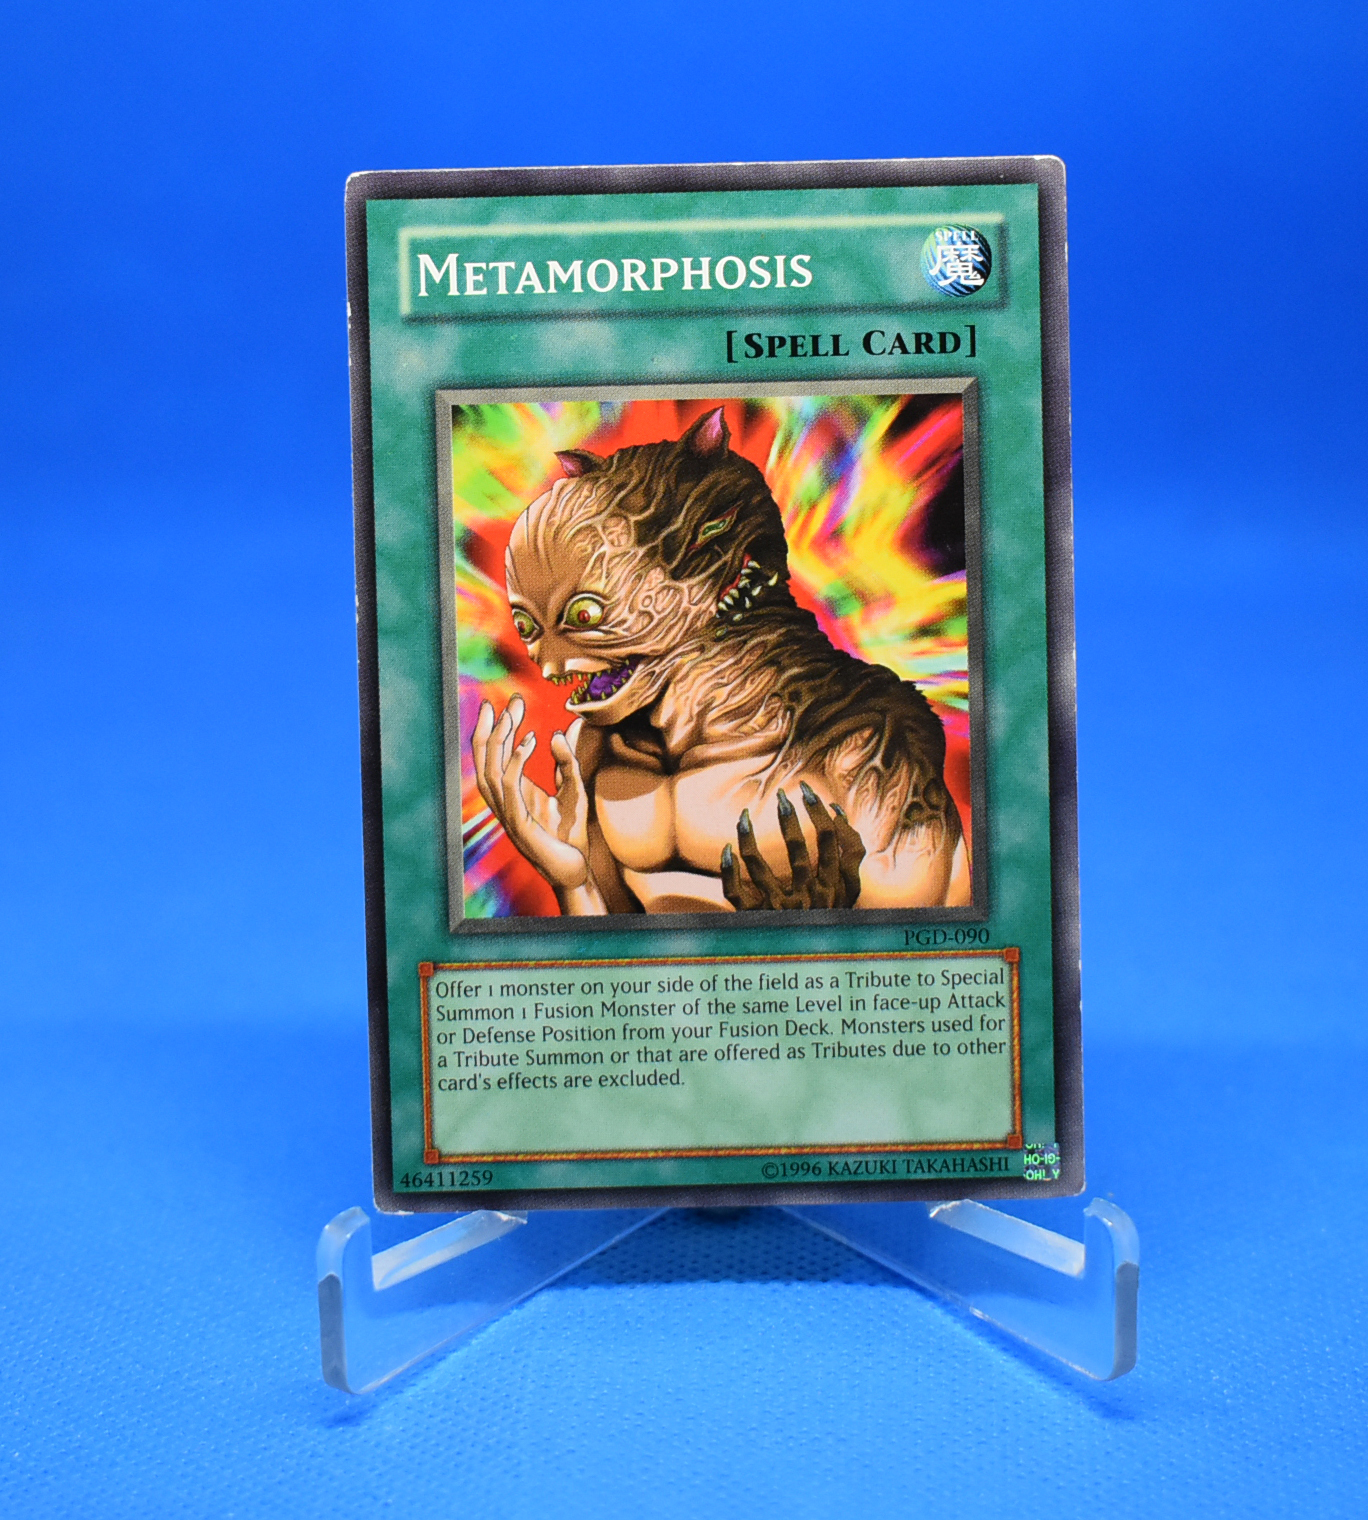 METAMORPHOSIS
SPELL
魔
[SPELL CARD]
PGD-090
Offer 1 monster on your side of the field as a Tribute to Special
Summon 1 Fusion Monster of the same Level in face-up Attack
or Defense Position from your Fusion Deck. Monsters used for
a Tribute Summon or that are offered as Tributes due to other
card's effects are excluded.
46411259
©1996 KAZUKI TAKAHASHI